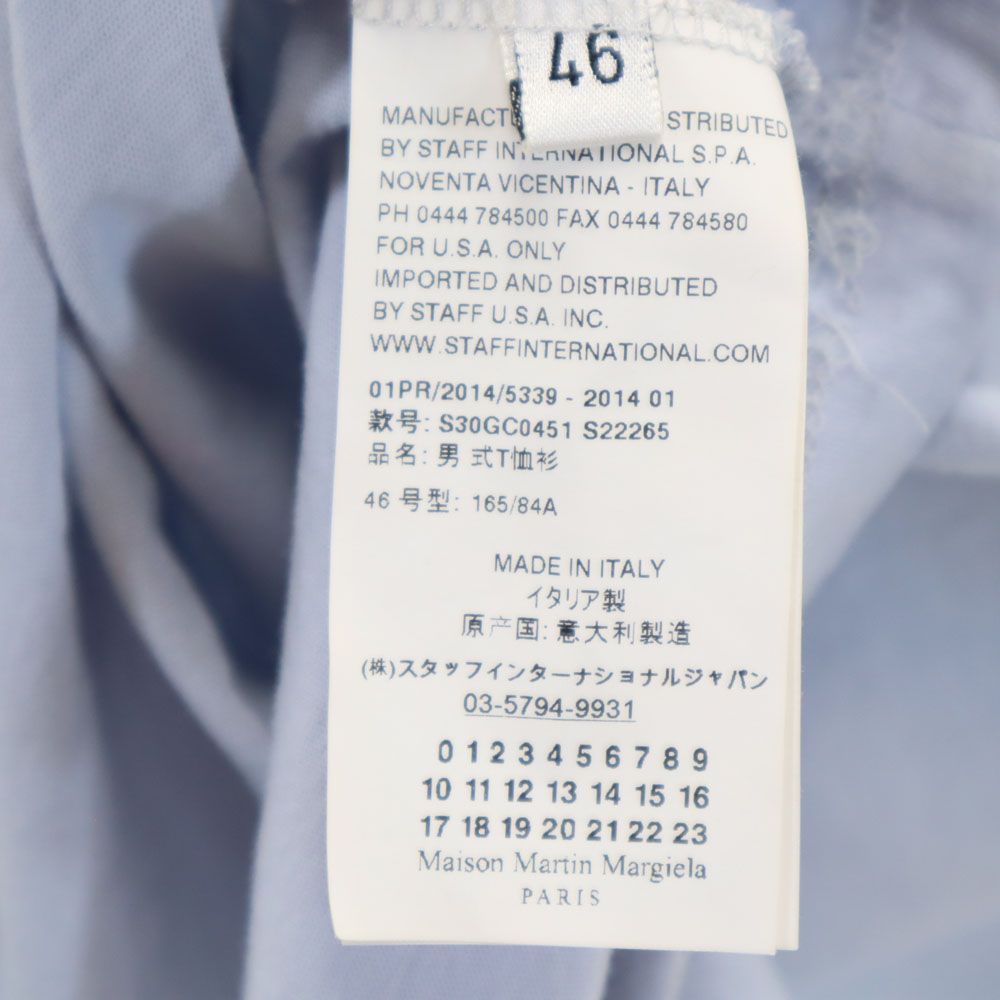 46
MANUFACTU STRIBUTED
BY STAFF INTERNATIONAL S.P.A.
NOVENTA VICENTINA - ITALY
PH 0444 784500 FAX 0444 784580
FOR U.S.A. ONLY
IMPORTED AND DISTRIBUTED
BY STAFF U.S.A. INC.
WWW.STAFFINTERNATIONAL.COM
01PR/2014/5339 - 2014 01
款号: S30GC0451 S22265
品名: 男 式T恤衫
46 号型: 165/84A
MADE IN ITALY
イタリア製
原产国: 意大利製造
(株)スタッフインターナショナルジャパン
03-5794-9931
0 1 2 3 4 5 6 7 8 9
10 11 12 13 14 15 16
17 18 19 20 21 22 23
Maison Martin Margiela
PARIS